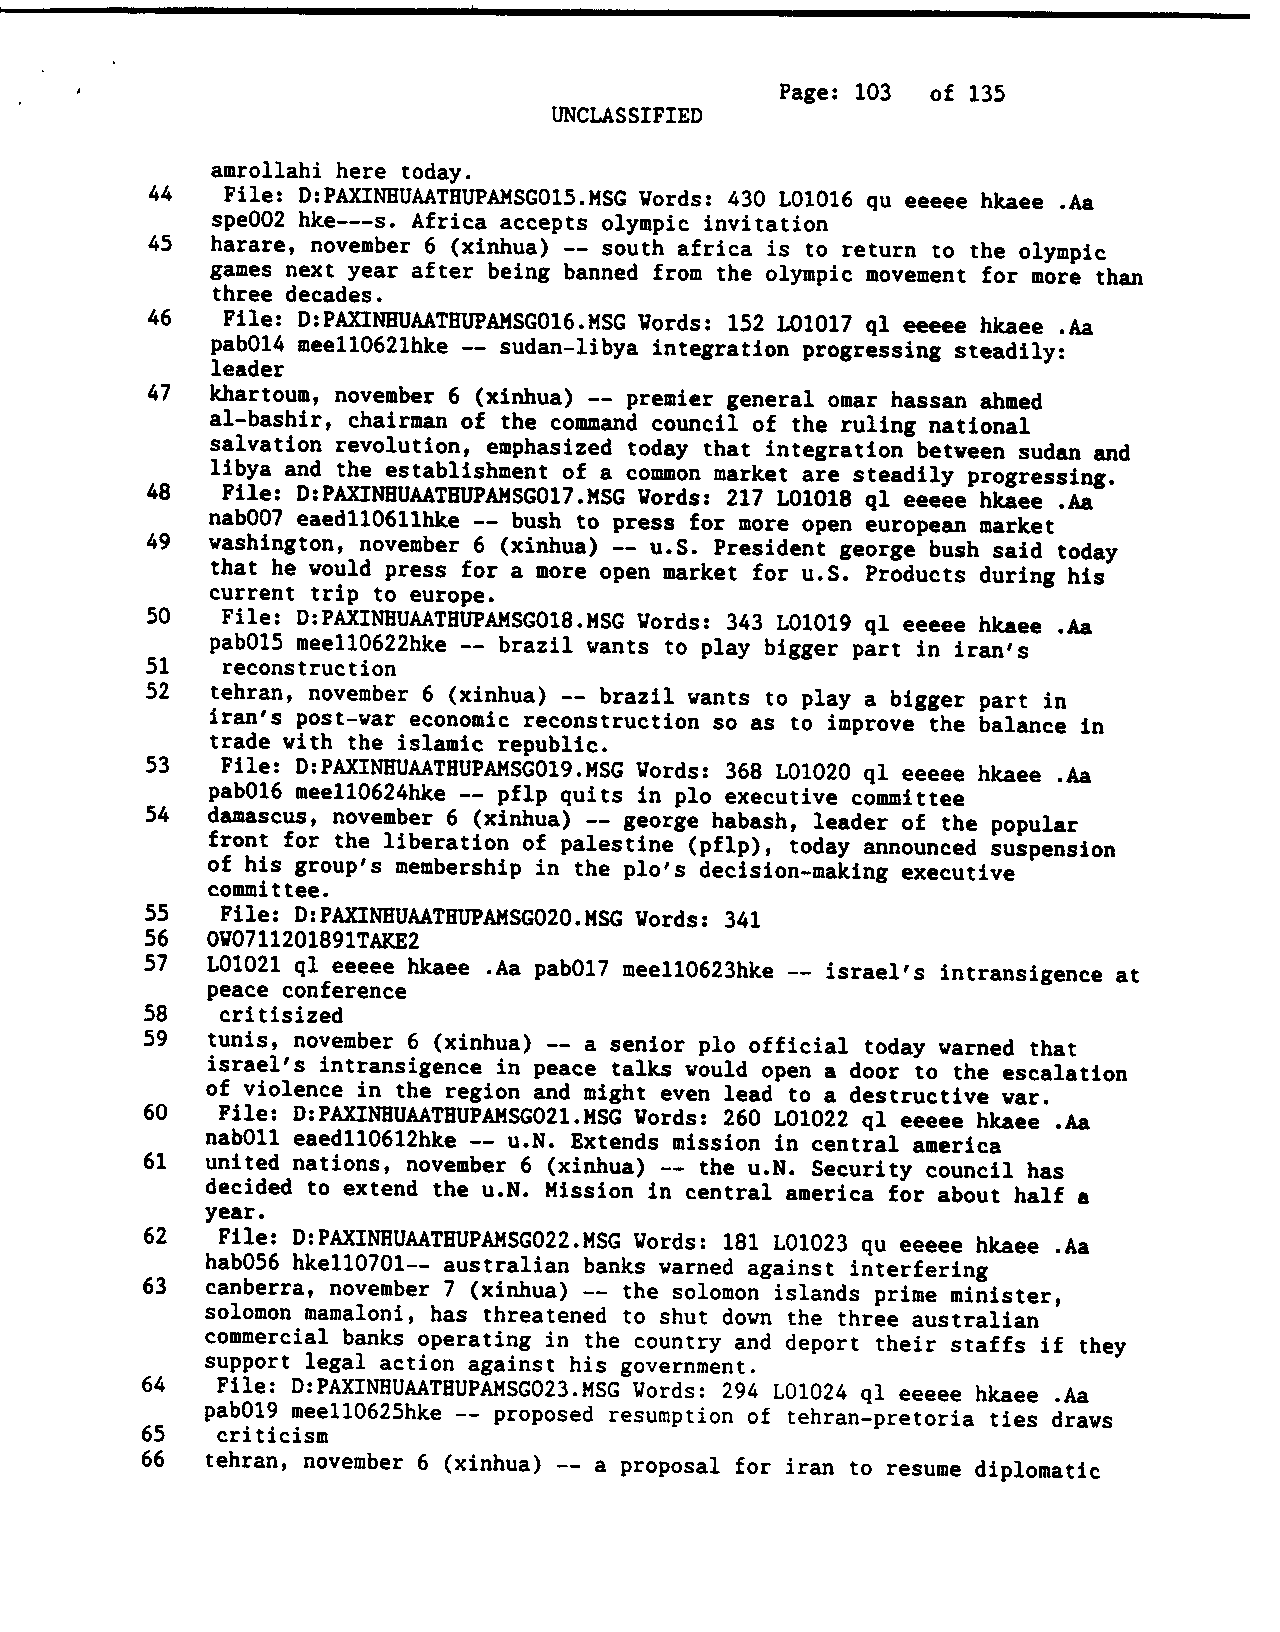 Page: 103 of 135
UNCLASSIFIED
amrollahi here today.
44 File: D:PAXINHUAATHUPAMSG015.MSG Words: 430 L01016 qu eeeee hkaee .Aa
spe002 hke---s. Africa accepts olympic invitation
45 harare, november 6 (xinhua) -- south africa is to return to the olympic
games next year after being banned from the olympic movement for more than
three decades.
46 File: D:PAXINHUAATHUPAMSG016.MSG Words: 152 L01017 ql eeeee hkaee .Aa
pab014 mee110621hke -- sudan-libya integration progressing steadily:
leader
47 khartoum, november 6 (xinhua) -- premier general omar hassan ahmed
al-bashir, chairman of the command council of the ruling national
salvation revolution, emphasized today that integration between sudan and
libya and the establishment of a common market are steadily progressing.
48 File: D:PAXINHUAATHUPAMSG017.MSG Words: 217 L01018 ql eeeee hkaee .Aa
nab007 eaed110611hke -- bush to press for more open european market
49 washington, november 6 (xinhua) -- u.S. President george bush said today
that he would press for a more open market for u.S. Products during his
current trip to europe.
50 File: D:PAXINHUAATHUPAMSG018.MSG Words: 343 L01019 ql eeeee hkaee .Aa
pab015 mee110622hke -- brazil wants to play bigger part in iran's
51 reconstruction
52 tehran, november 6 (xinhua) -- brazil wants to play a bigger part in
iran's post-war economic reconstruction so as to improve the balance in
trade with the islamic republic.
53 File: D:PAXINHUAATHUPAMSG019.MSG Words: 368 L01020 ql eeeee hkaee .Aa
pab016 mee110624hke -- pflp quits in plo executive committee
54 damascus, november 6 (xinhua) -- george habash, leader of the popular
front for the liberation of palestine (pflp), today announced suspension
of his group's membership in the plo's decision-making executive
committee.
55 File: D:PAXINHUAATHUPAMSG020.MSG Words: 341
56 OW0711201891TAKE2
57 L01021 ql eeeee hkaee .Aa pab017 mee110623hke -- israel's intransigence at
peace conference
58 critisized
59 tunis, november 6 (xinhua) -- a senior plo official today warned that
israel's intransigence in peace talks would open a door to the escalation
of violence in the region and might even lead to a destructive war.
60 File: D:PAXINHUAATHUPAMSG021.MSG Words: 260 L01022 ql eeeee hkaee .Aa
nab011 eaed110612hke -- u.N. Extends mission in central america
61 united nations, november 6 (xinhua) -- the u.N. Security council has
decided to extend the u.N. Mission in central america for about half a
year.
62 File: D:PAXINHUAATHUPAMSG022.MSG Words: 181 L01023 qu eeeee hkaee .Aa
hab056 hke110701-- australian banks warned against interfering
63 canberra, november 7 (xinhua) -- the solomon islands prime minister,
solomon mamaloni, has threatened to shut down the three australian
commercial banks operating in the country and deport their staffs if they
support legal action against his government.
64 File: D:PAXINHUAATHUPAMSG023.MSG Words: 294 L01024 ql eeeee hkaee .Aa
pab019 mee110625hke -- proposed resumption of tehran-pretoria ties draws
65 criticism
66 tehran, november 6 (xinhua) -- a proposal for iran to resume diplomatic